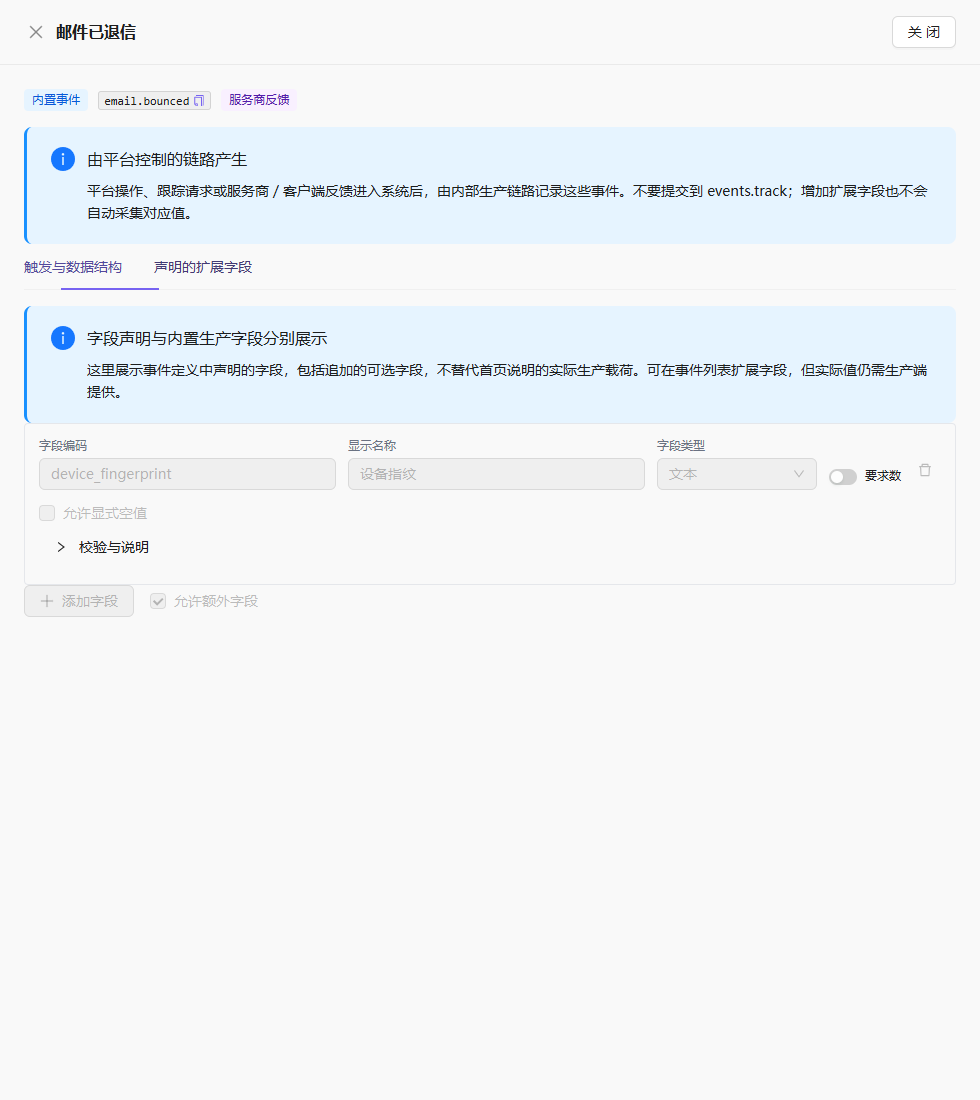 邮件已退信
关 闭
内置事件 email.bounced 服务商反馈
由平台控制的链路产生
平台操作、跟踪请求或服务商 / 客户端反馈进入系统后，由内部生产链路记录这些事件。不要提交到 events.track；增加扩展字段也不会
自动采集对应值。
触发与数据结构 声明的扩展字段
字段声明与内置生产字段分别展示
这里展示事件定义中声明的字段，包括追加的可选字段，不替代首页说明的实际生产载荷。可在事件列表扩展字段，但实际值仍需生产端
提供。
字段编码 显示名称 字段类型
device_fingerprint 设备指纹 文本 要求数
允许显式空值
校验与说明
添加字段 允许额外字段